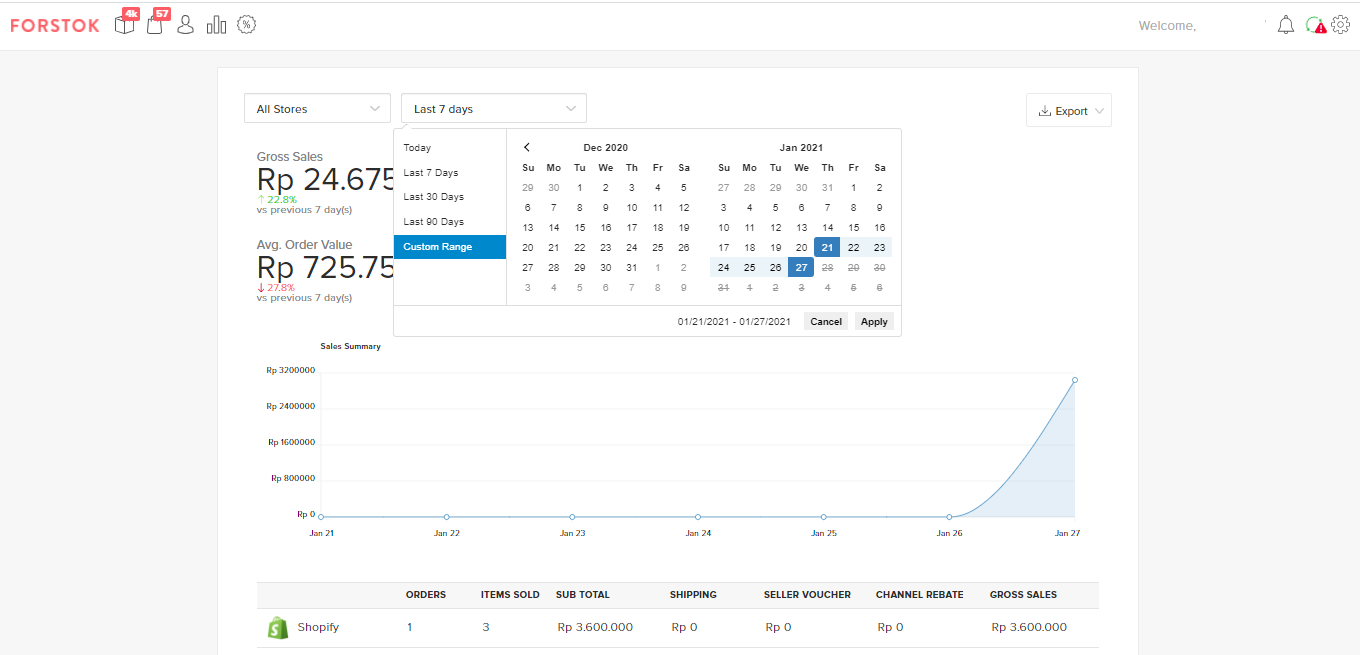 FORSTOK 4k 57 Welcome,
All Stores Last 7 days Export
Gross Sales
Rp 24.675
22.8%
vs previous 7 day(s)
Avg. Order Value
Rp 725.75
27.8%
vs previous 7 day(s)
Today
Last 7 Days
Last 30 Days
Last 90 Days
Custom Range
Dec 2020
Su Mo Tu We Th Fr Sa
29 30 1 2 3 4 5
6 7 8 9 10 11 12
13 14 15 16 17 18 19
20 21 22 23 24 25 26
27 28 29 30 31 1 2
3 4 5 6 7 8 9
Jan 2021
Su Mo Tu We Th Fr Sa
27 28 29 30 31 1 2
3 4 5 6 7 8 9
10 11 12 13 14 15 16
17 18 19 20 21 22 23
24 25 26 27 28 29 30
31 1 2 3 4 5 6
01/21/2021 - 01/27/2021 Cancel Apply
Sales Summary
Rp 3200000
Rp 2400000
Rp 1600000
Rp 800000
Rp 0
Jan 21 Jan 22 Jan 23 Jan 24 Jan 25 Jan 26 Jan 27
ORDERS ITEMS SOLD SUB TOTAL SHIPPING SELLER VOUCHER CHANNEL REBATE GROSS SALES
Shopify 1 3 Rp 3.600.000 Rp 0 Rp 0 Rp 0 Rp 3.600.000